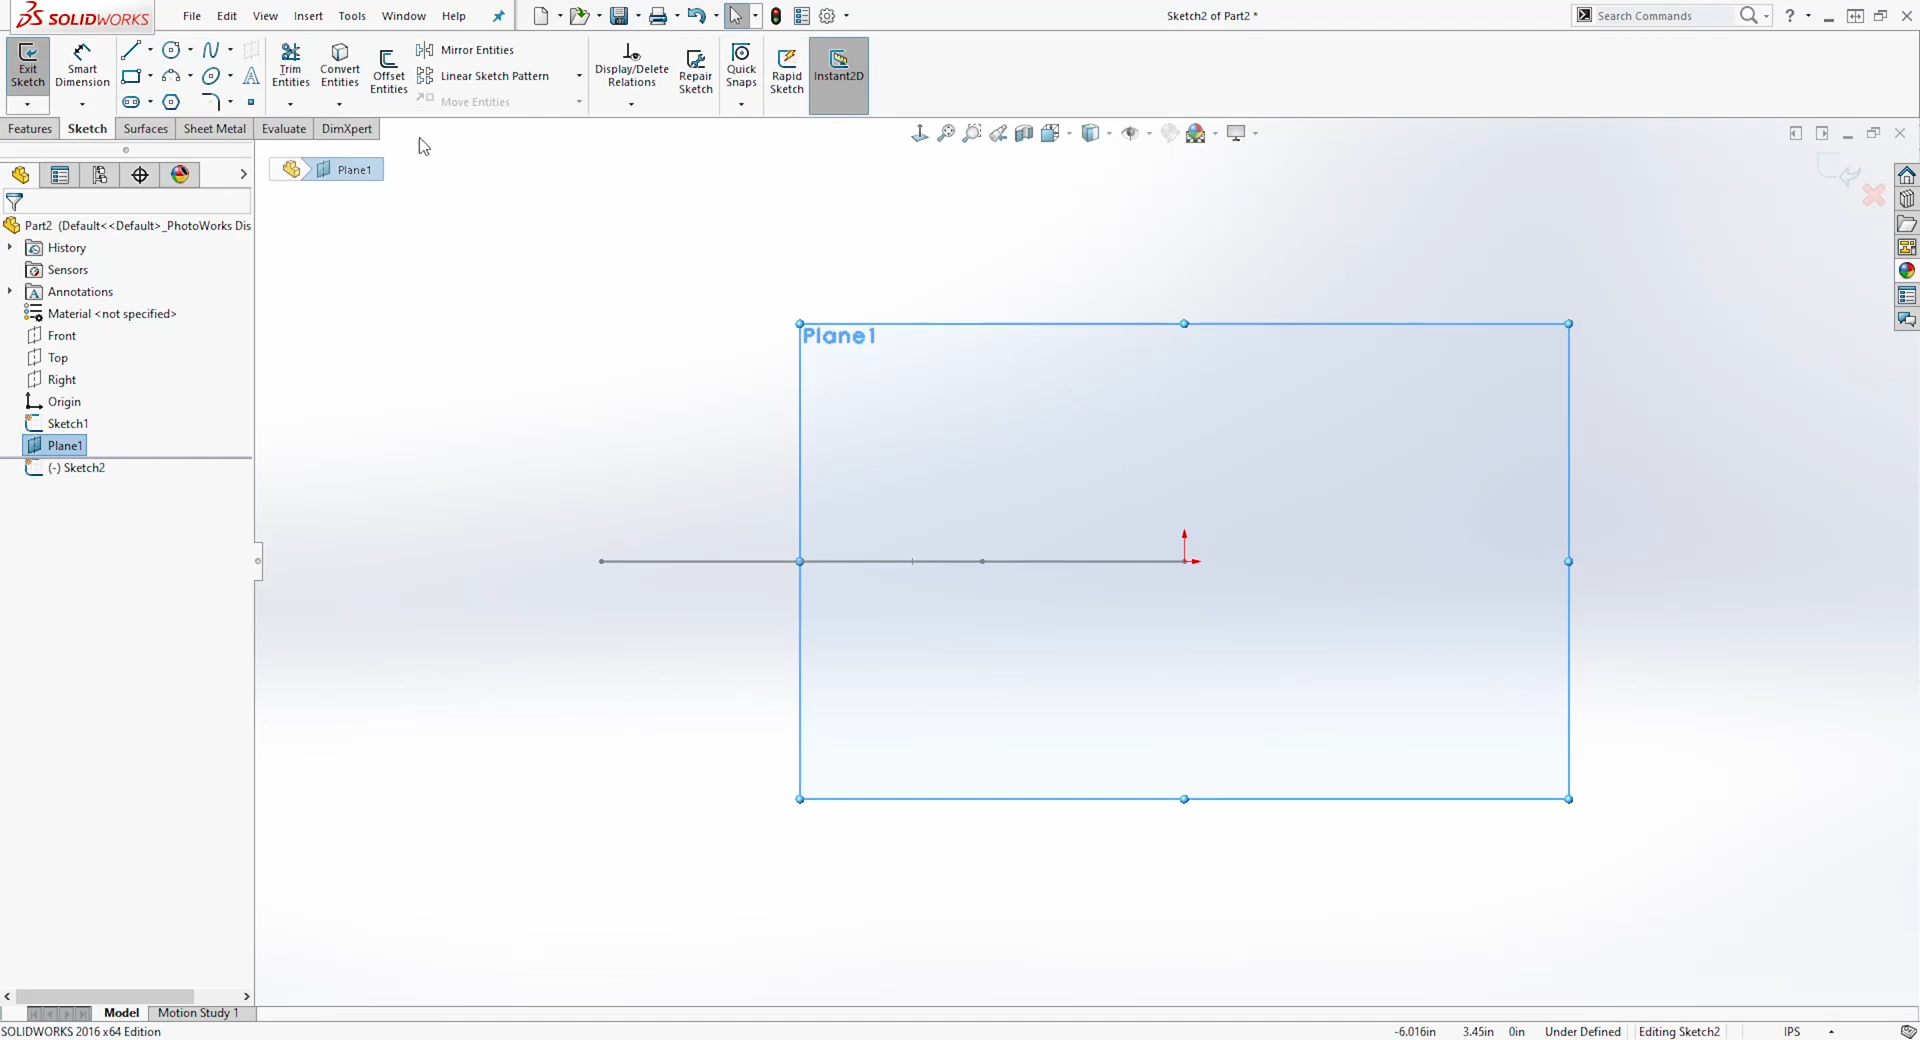 SOLIDWORKS File Edit View Insert Tools Window Help Sketch2 of Part2 * Search Commands ?
Exit Sketch Smart Dimension Trim Entities Convert Entities Offset Entities Mirror Entities Linear Sketch Pattern Move Entities Display/Delete Relations Repair Sketch Quick Snaps Rapid Sketch Instant2D
Features Sketch Surfaces Sheet Metal Evaluate DimXpert
Plane1
Part2 (Default<<Default>_PhotoWorks Dis
History
Sensors
Annotations
Material <not specified>
Front
Top
Right
Origin
Sketch1
Plane1
(-) Sketch2
Plane1
Model Motion Study 1
SOLIDWORKS 2016 x64 Edition -6.016in 3.45in 0in Under Defined Editing Sketch2 IPS